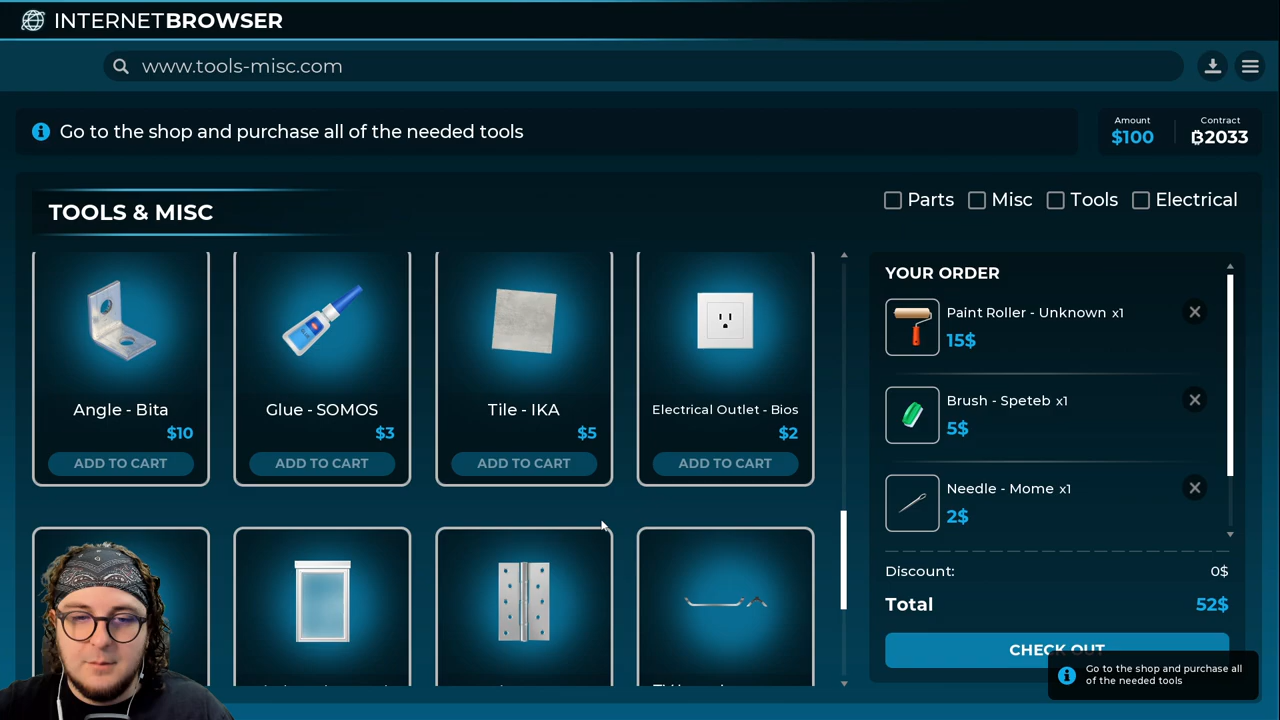 INTERNETBROWSER
www.tools-misc.com
Go to the shop and purchase all of the needed tools
Amount
$100
Contract
₿2033
TOOLS & MISC
Parts
Misc
Tools
Electrical
Angle - Bita
$10
ADD TO CART
Glue - SOMOS
$3
ADD TO CART
Tile - IKA
$5
ADD TO CART
Electrical Outlet - Bios
$2
ADD TO CART
YOUR ORDER
Paint Roller - Unknown x1
15$
Brush - Speteb x1
5$
Needle - Mome x1
2$
Discount:
0$
Total
52$
CHECK OUT
Go to the shop and purchase all
of the needed tools